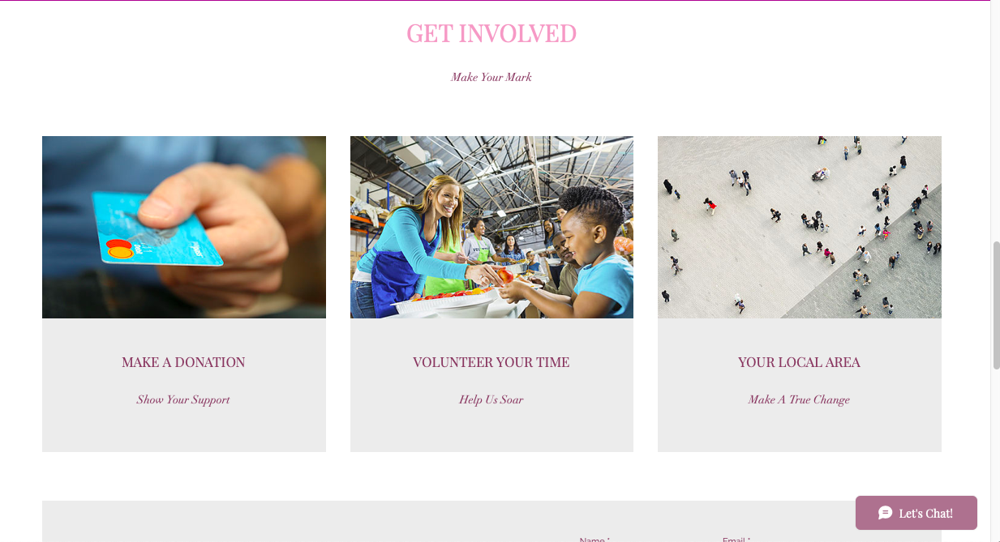 GET INVOLVED
Make Your Mark
MAKE A DONATION
Show Your Support
VOLUNTEER YOUR TIME
Help Us Soar
YOUR LOCAL AREA
Make A True Change
Let's Chat!
Name *
Email *